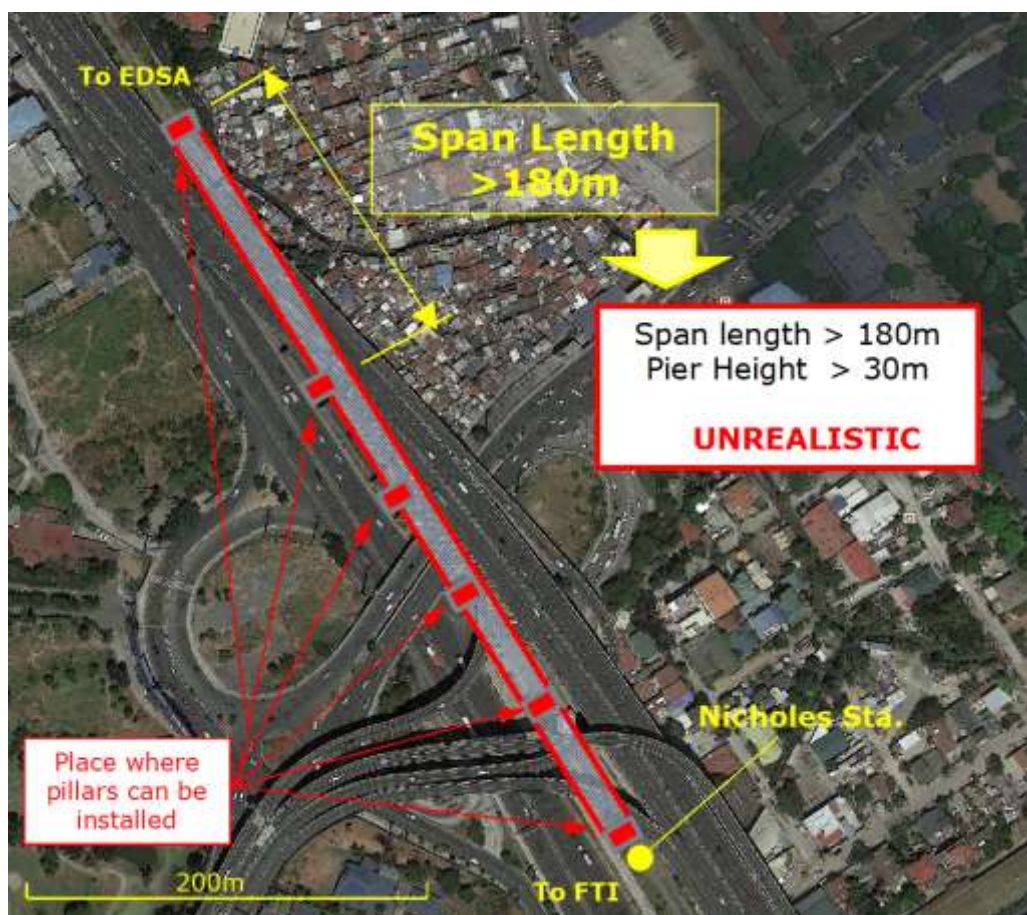 To EDSA
Span Length
>180m
Span length > 180m
Pier Height > 30m
UNREALISTIC
Nicholes Sta.
Place where
pillars can be
installed
200m
To FTI